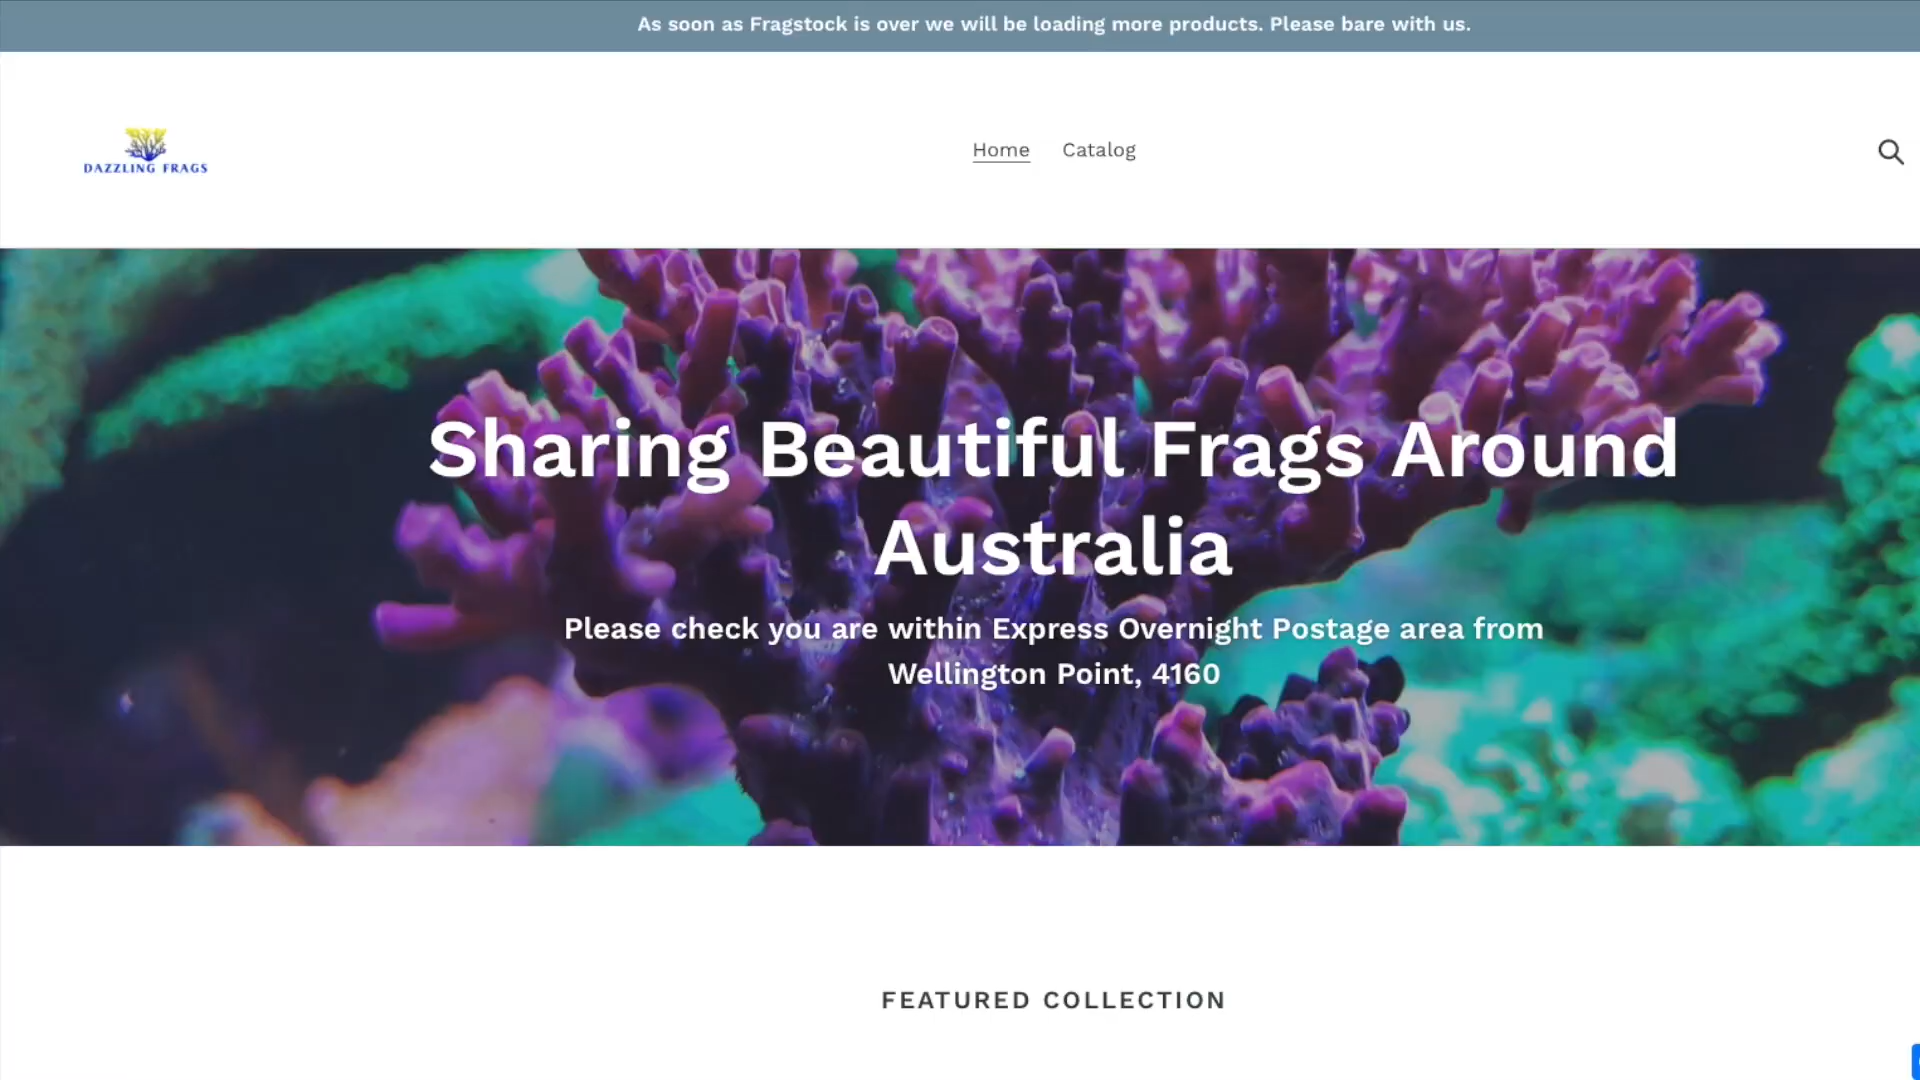 As soon as Fragstock is over we will be loading more products. Please bare with us.
DAZZLING FRAGS
Home
Catalog
Sharing Beautiful Frags Around
Australia
Please check you are within Express Overnight Postage area from
Wellington Point, 4160
FEATURED COLLECTION